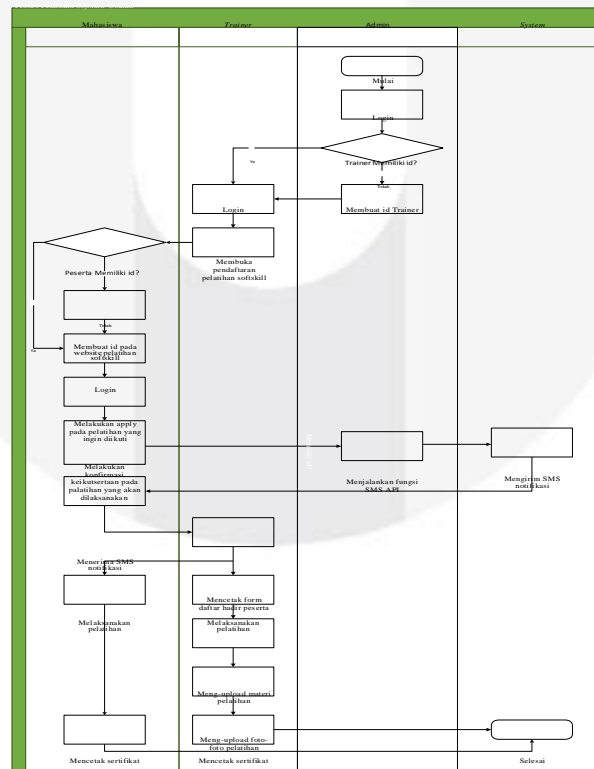 Mahasiswa
Trainer
Admin
System
Mulai
Login
Trainer Memiliki id?
Ya
Tidak
Login
Membuat id Trainer
Membuka
pendaftaran
pelatihan softskill
Peserta Memiliki id?
Tidak
Ya
Membuat id pada
website pelatihan
softskill
Login
Melakukan apply
pada pelatihan yang
ingin diikuti
Melakukan
konfirmasi
keikutsertaan pada
palatihan yang akan
dilaksanakan
Menjalankan fungsi
SMS API
Mengirim SMS
notifikasi
Menerima SMS
notifikasi
Mencetak form
daftar hadir peserta
Melaksanakan
pelatihan
Melaksanakan
pelatihan
Meng-upload materi
pelatihan
Meng-upload foto-
foto pelatihan
Mencetak sertifikat
Mencetak sertifikat
Selesai